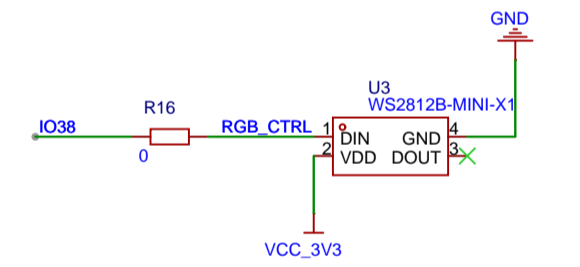 GND
U3
WS2812B-MINI-X1
R16
IO38
RGB_CTRL
0
1
DIN
GND
4
2
VDD
DOUT
3
VCC_3V3